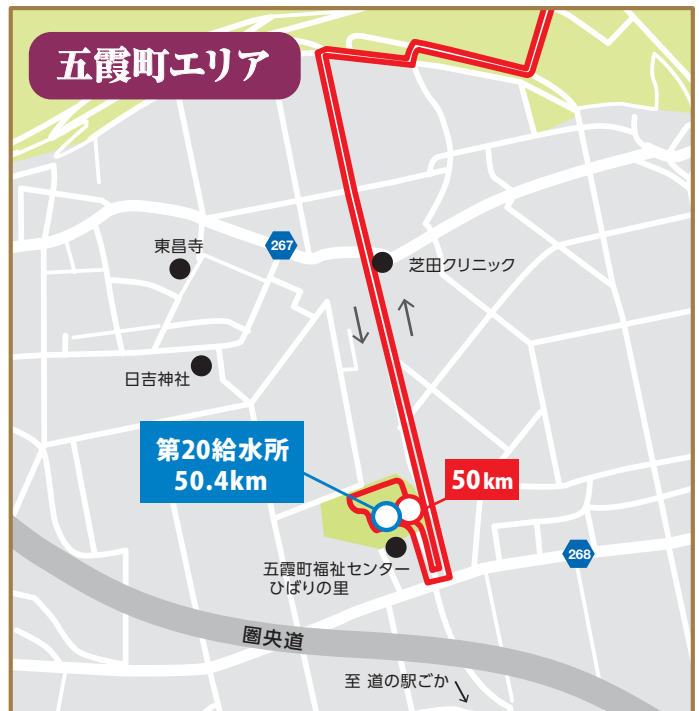 五霞町エリア
東昌寺
267
芝田クリニック
日吉神社
第20給水所
50.4km
50km
五霞町福祉センター
ひばりの里
268
圏央道
至 道の駅ごか